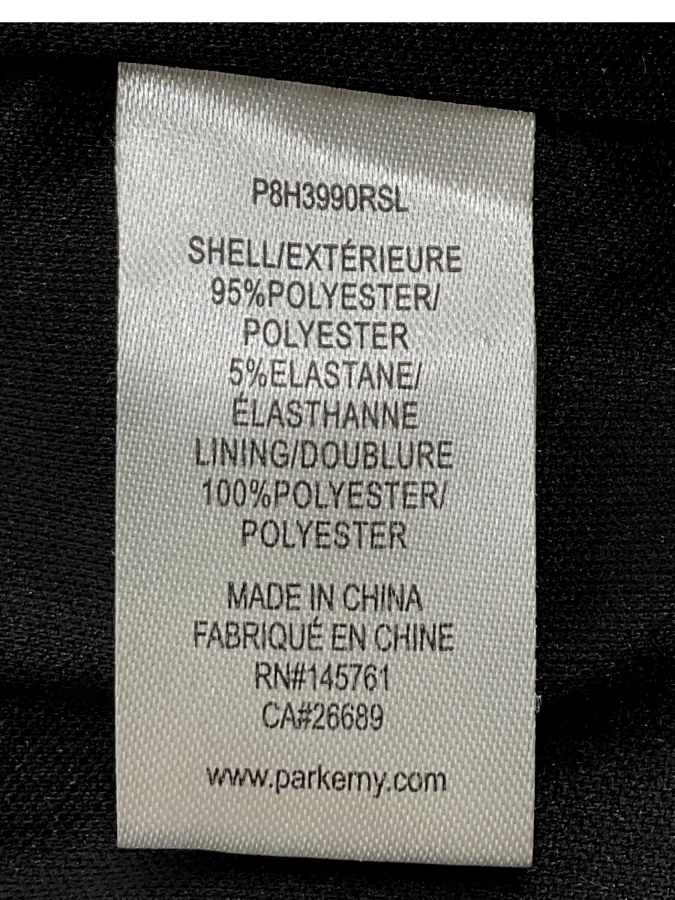 P8H3990RSL
SHELL/EXTÉRIEURE
95%POLYESTER/
POLYESTER
5%ELASTANE/
ÉLASTHANNE
LINING/DOUBLURE
100%POLYESTER/
POLYESTER
MADE IN CHINA
FABRIQUÉ EN CHINE
RN#145761
CA#26689
www.parkerny.com